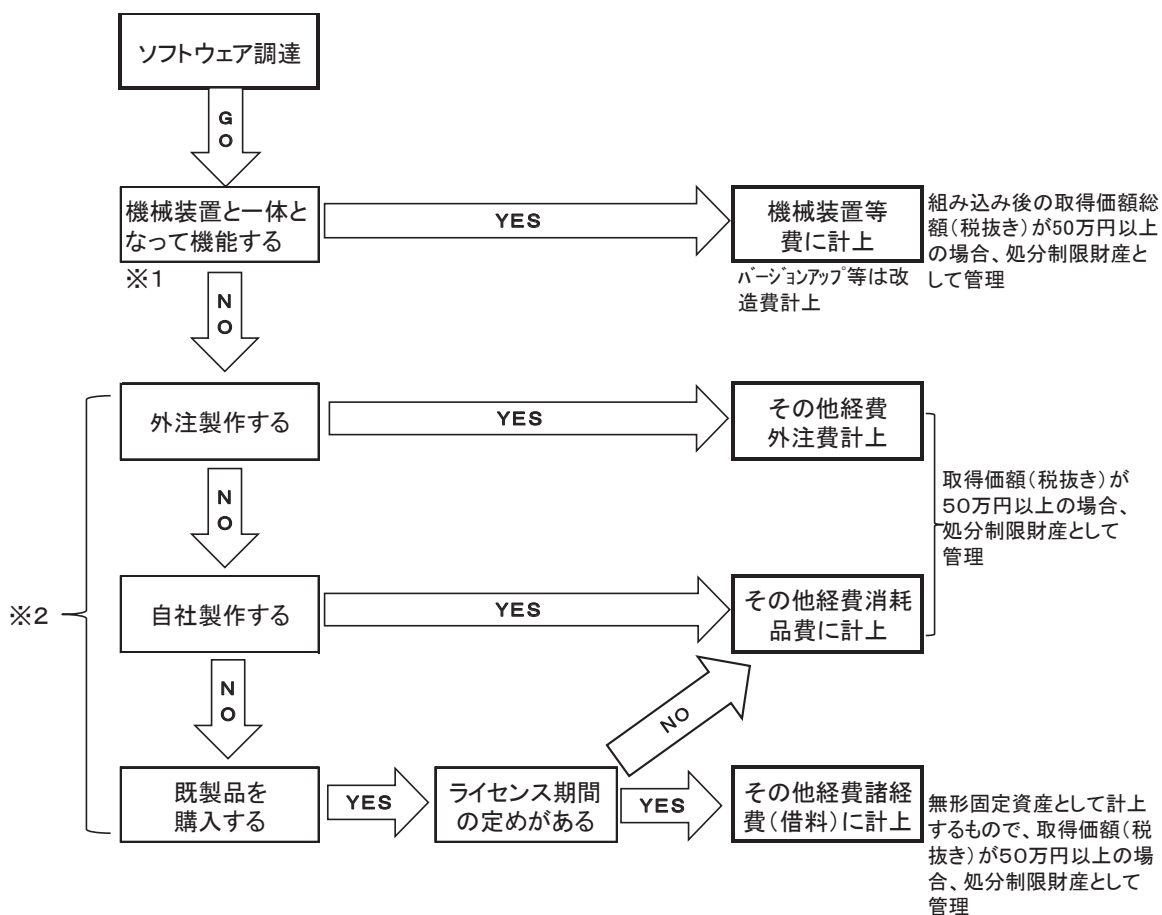 ソフトウェア調達
G
O
機械装置と一体と
なって機能する
※1
YES
機械装置等
費に計上
バージョンアップ等は改
造費計上
組み込み後の取得価額総
額(税抜き)が50万円以上
の場合、処分制限財産と
して管理
N
O
※2
外注製作する
YES
その他経費
外注費計上
取得価額(税抜き)が
50万円以上の場合、
処分制限財産として
管理
N
O
自社製作する
YES
その他経費消耗
品費に計上
N
O
NO
既製品を
購入する
YES
ライセンス期間
の定めがある
YES
その他経費諸経
費(借料)に計上
無形固定資産として計上
するもので、取得価額(税
抜き)が50万円以上の場
合、処分制限財産として
管理